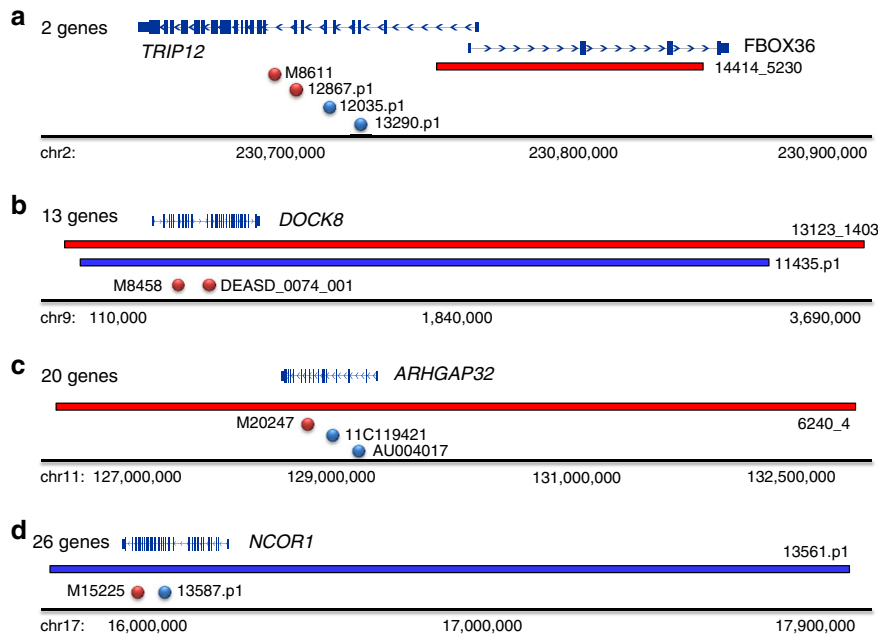 a
2 genes
TRIP12
FBOX36
14414_5230
M8611
12867.p1
12035.p1
13290.p1
chr2: 230,700,000 230,800,000 230,900,000
b
13 genes
DOCK8
13123_1403
11435.p1
M8458 DEASD_0074_001
chr9: 110,000 1,840,000 3,690,000
c
20 genes
ARHGAP32
6240_4
M20247
11C119421
AU004017
chr11: 127,000,000 129,000,000 131,000,000 132,500,000
d
26 genes
NCOR1
13561.p1
M15225 13587.p1
chr17: 16,000,000 17,000,000 17,900,000